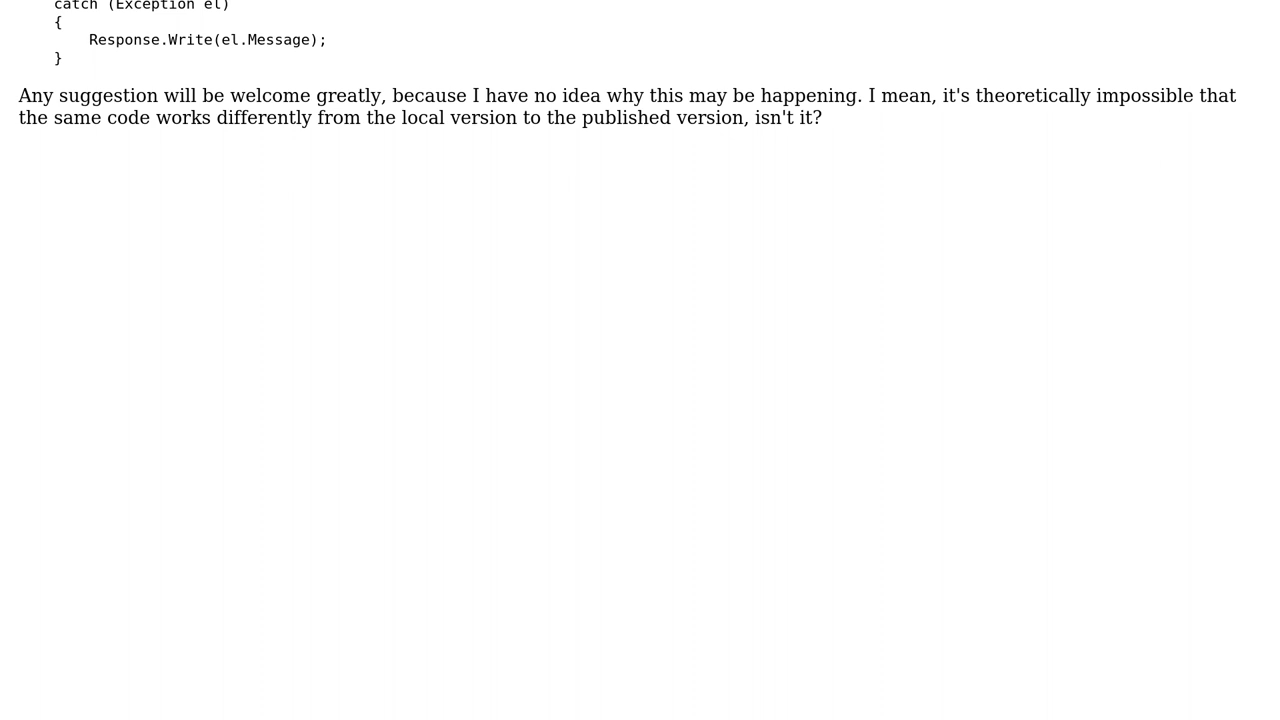 catch (Exception el)
{
Response.Write(el.Message);
}
Any suggestion will be welcome greatly, because I have no idea why this may be happening. I mean, it's theoretically impossible that
the same code works differently from the local version to the published version, isn't it?